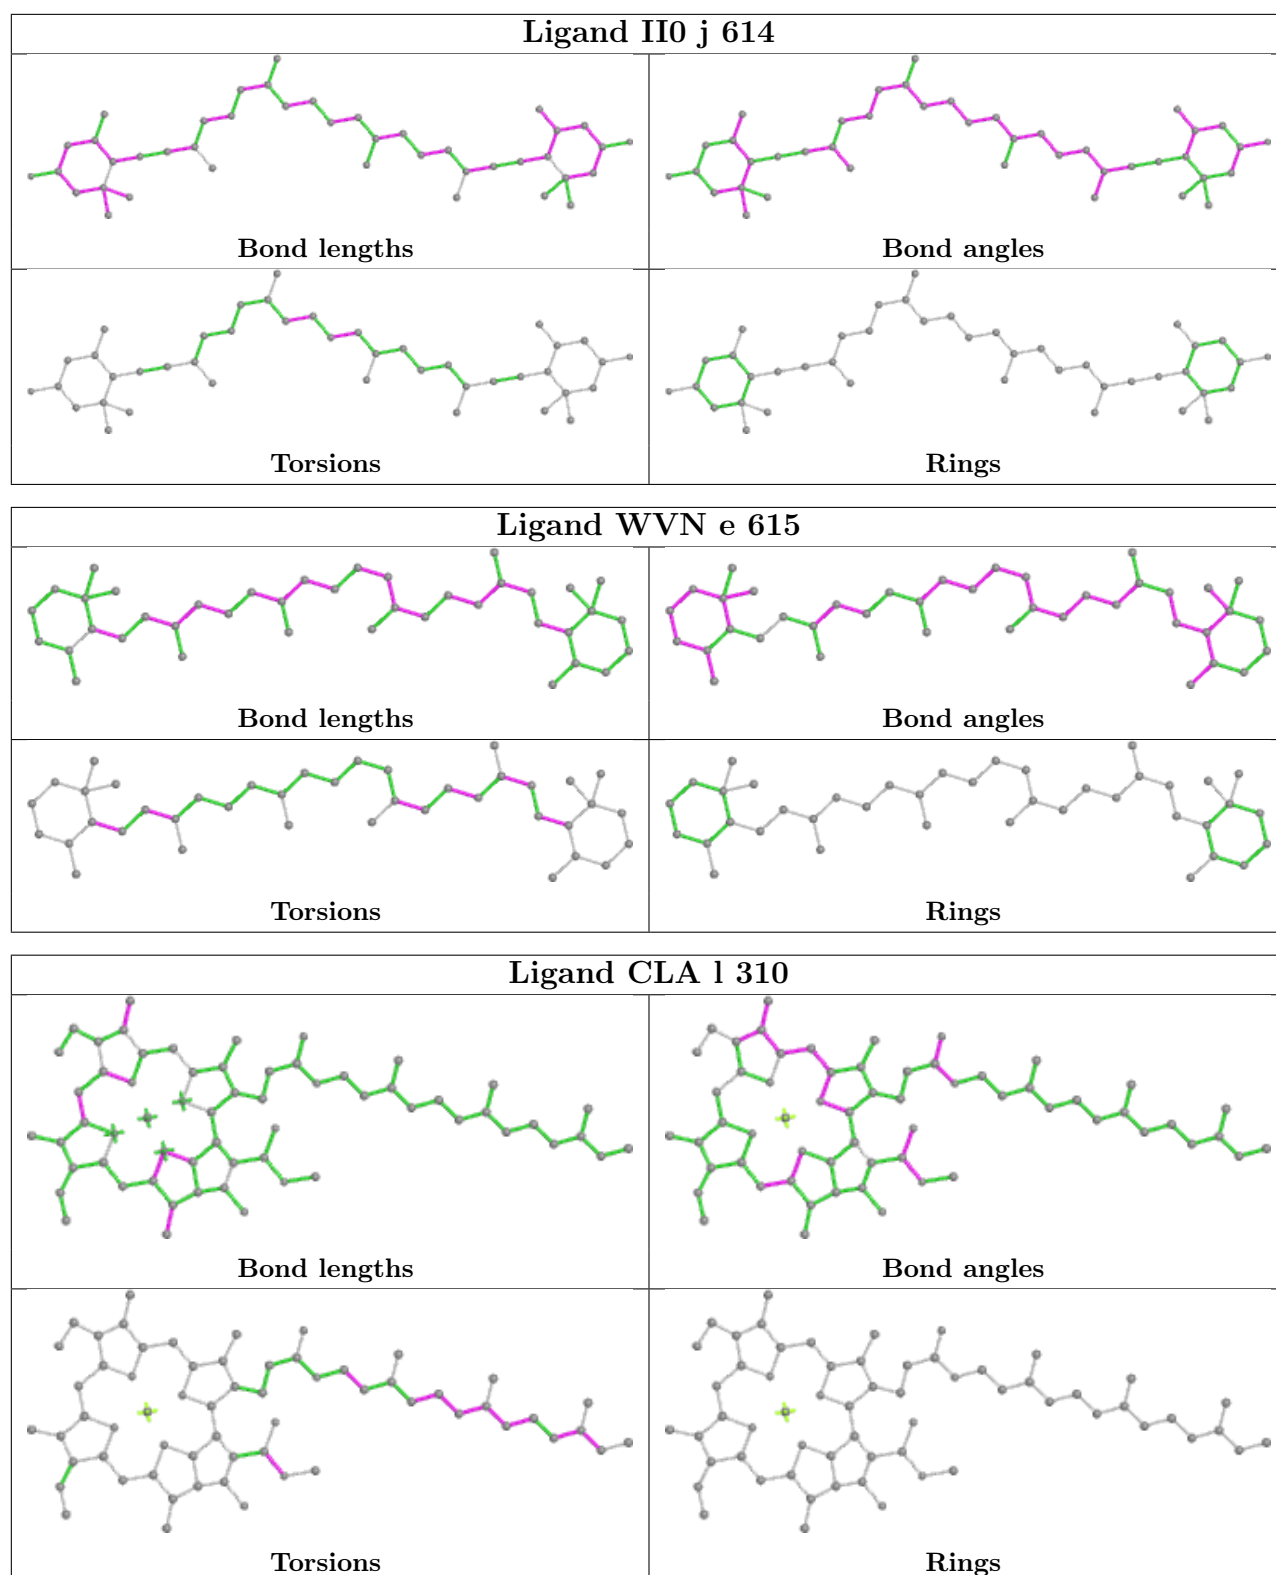 Ligand II0 j 614
Bond lengths
Bond angles
Torsions
Rings
Ligand WVN e 615
Bond lengths
Bond angles
Torsions
Rings
Ligand CLA l 310
Bond lengths
Bond angles
Torsions
Rings